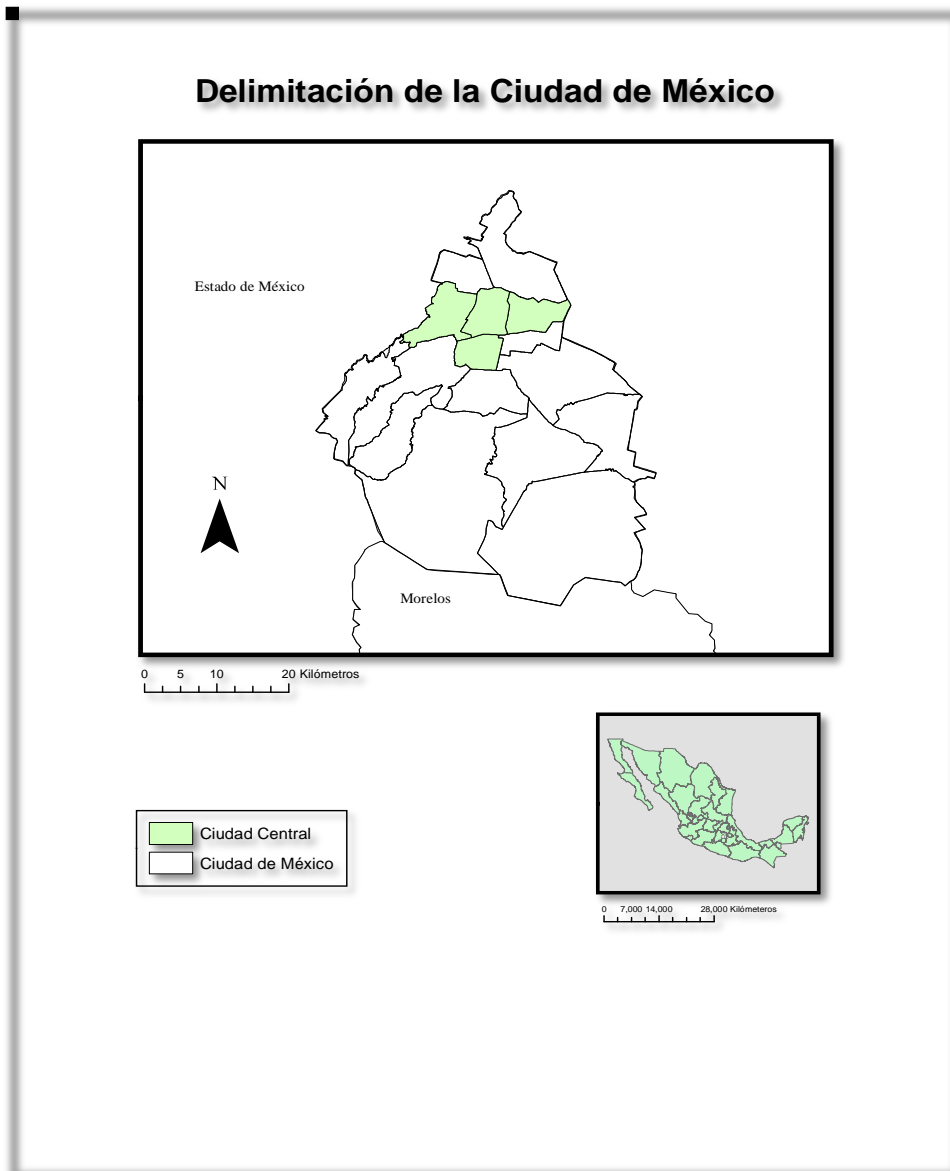 Delimitación de la Ciudad de México
Estado de México
N
Morelos
0 5 10 20 Kilómetros
Ciudad Central
Ciudad de México
0 7,000 14,000 28,000 Kilómeteros